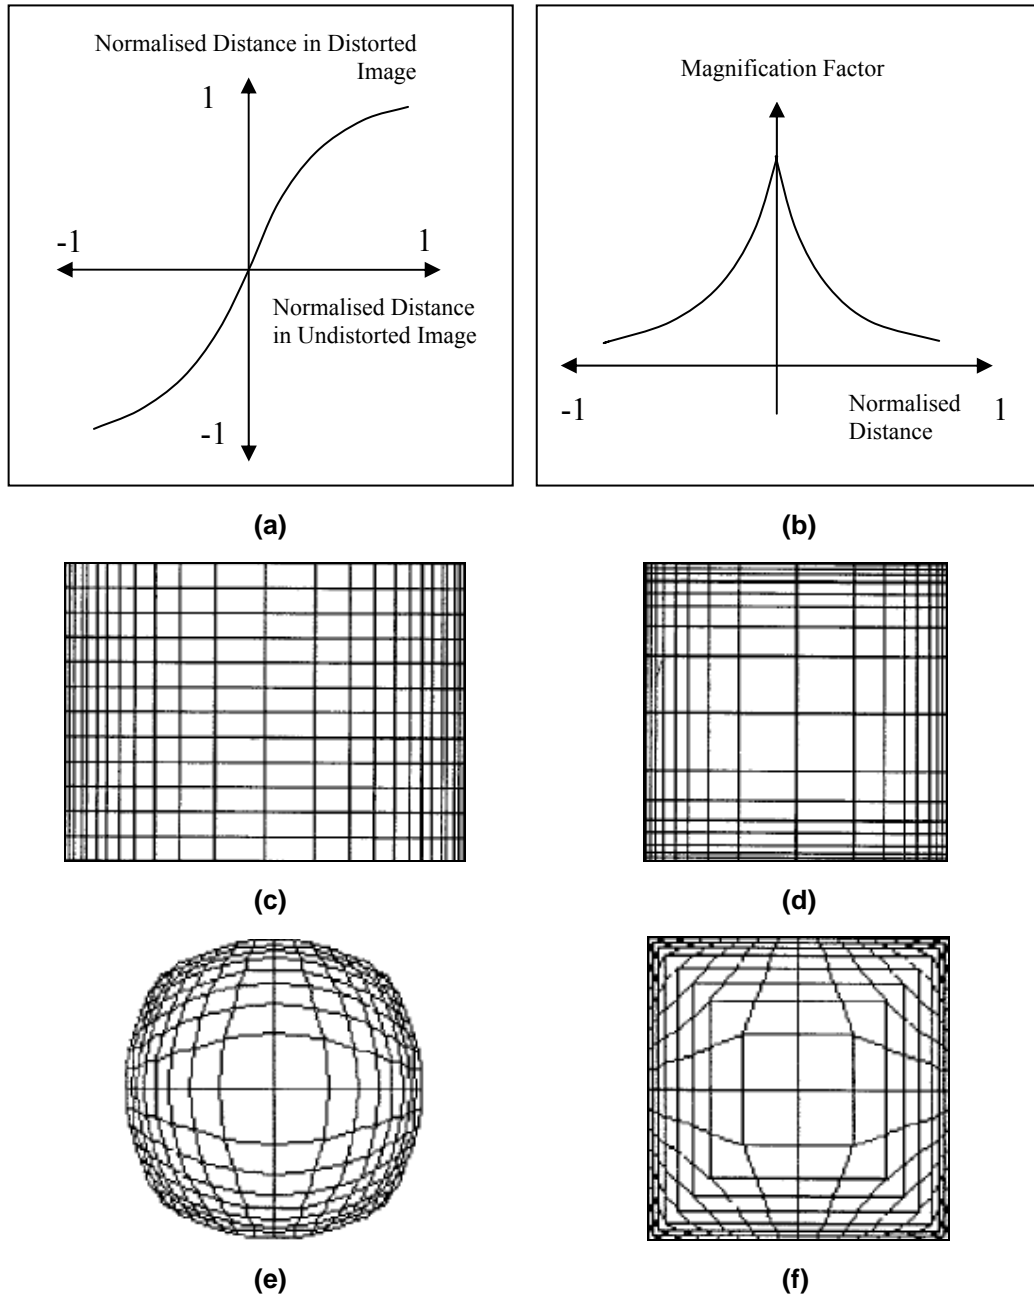 Normalised Distance in Distorted
Image
1
-1
1
Normalised Distance
in Undistorted Image
-1
(a)
Magnification Factor
-1
Normalised
Distance
1
(b)
(c)
(d)
(e)
(f)